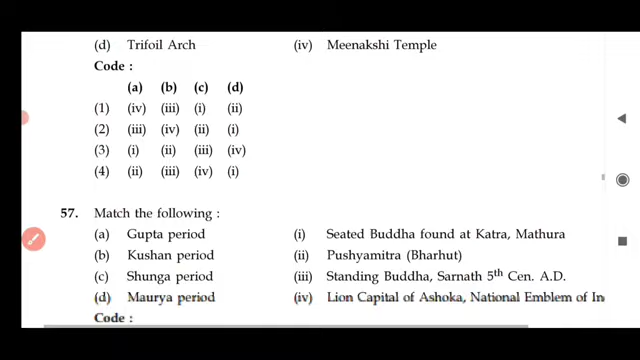 (d) Trifoil Arch (iv) Meenakshi Temple
Code :
(a) (b) (c) (d)
(1) (iv) (iii) (i) (ii)
(2) (iii) (iv) (ii) (i)
(3) (i) (ii) (iii) (iv)
(4) (ii) (iii) (iv) (i)
57. Match the following :
(a) Gupta period (i) Seated Buddha found at Katra, Mathura
(b) Kushan period (ii) Pushyamitra (Bharhut)
(c) Shunga period (iii) Standing Buddha, Sarnath 5th Cen. A.D.
(d) Maurya period (iv) Lion Capital of Ashoka, National Emblem of
Code :